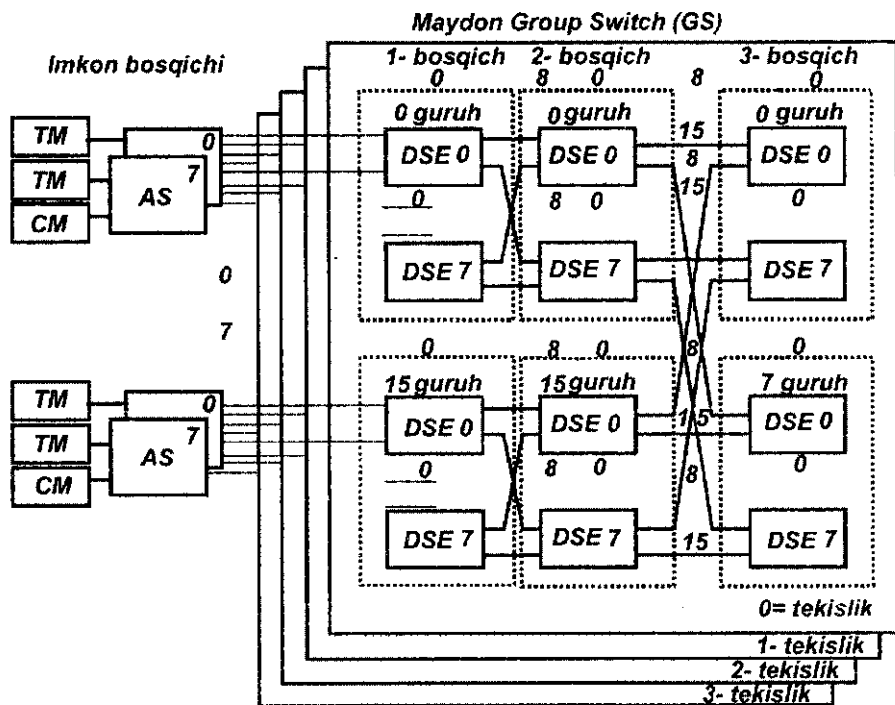 Maydon Group Switch (GS)
Imkon bosqichi
1- bosqich 2- bosqich 3- bosqich
0 8 0 8 0
0 guruh 0 guruh 0 guruh
TM
TM
CM
0
7
AS
DSE 0 DSE 0 15 DSE 0
8
15
0 8 0 0
DSE 7 DSE 7 DSE 7
0
7
0 8 0 8 0
15 guruh 15 guruh 7 guruh
TM
TM
CM
0
7
AS
DSE 0 DSE 0 15 DSE 0
0 8 0 8 0
DSE 7 DSE 7 15 DSE 7
0= tekislik
1- tekislik
2- tekislik
3- tekislik